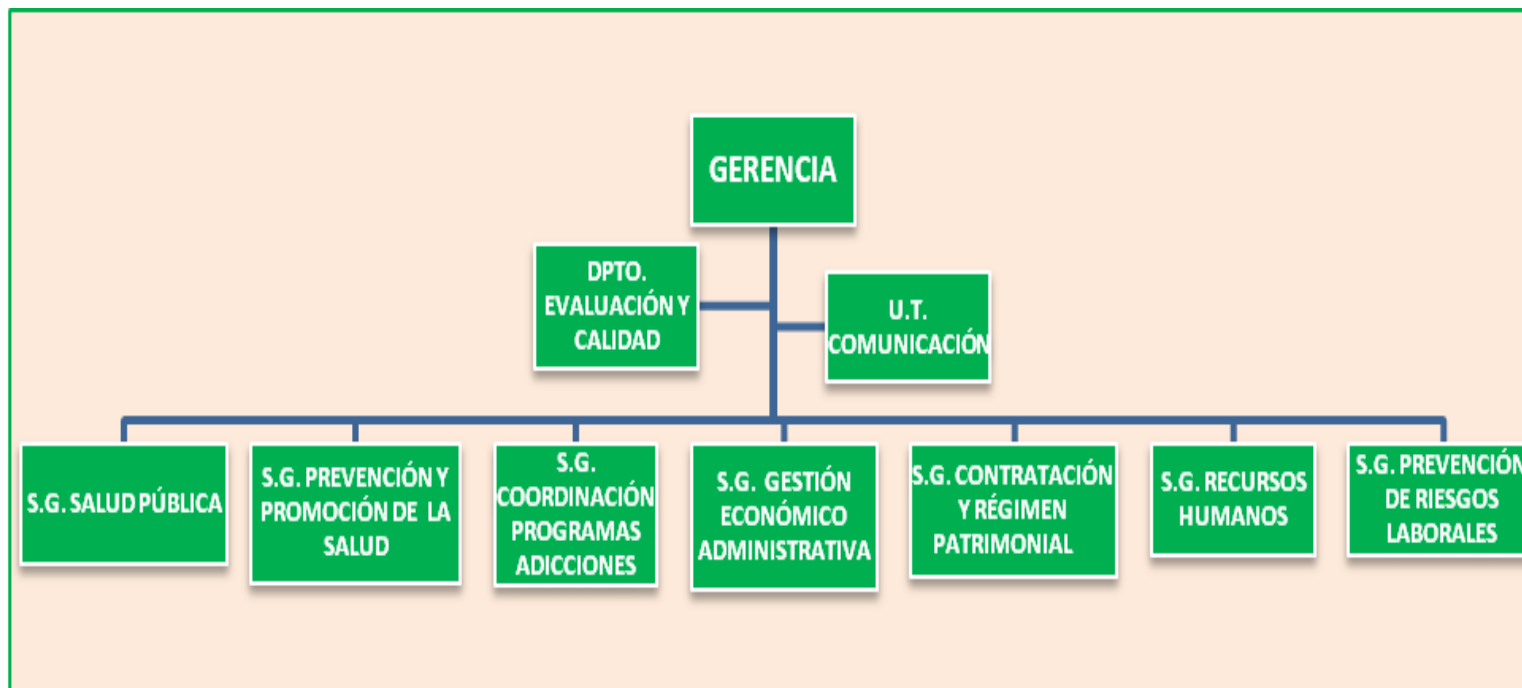 GERENCIA
DPTO.
EVALUACIÓN Y
CALIDAD
U.T.
COMUNICACIÓN
S.G. SALUD PÚBLICA
S.G. PREVENCIÓN Y
PROMOCIÓN DE LA
SALUD
S.G.
COORDINACIÓN
PROGRAMAS
ADICCIONES
S.G. GESTIÓN
ECONÓMICO
ADMINISTRATIVA
S.G. CONTRATACIÓN
Y RÉGIMEN
PATRIMONIAL
S.G. RECURSOS
HUMANOS
S.G. PREVENCIÓN
DE RIESGOS
LABORALES